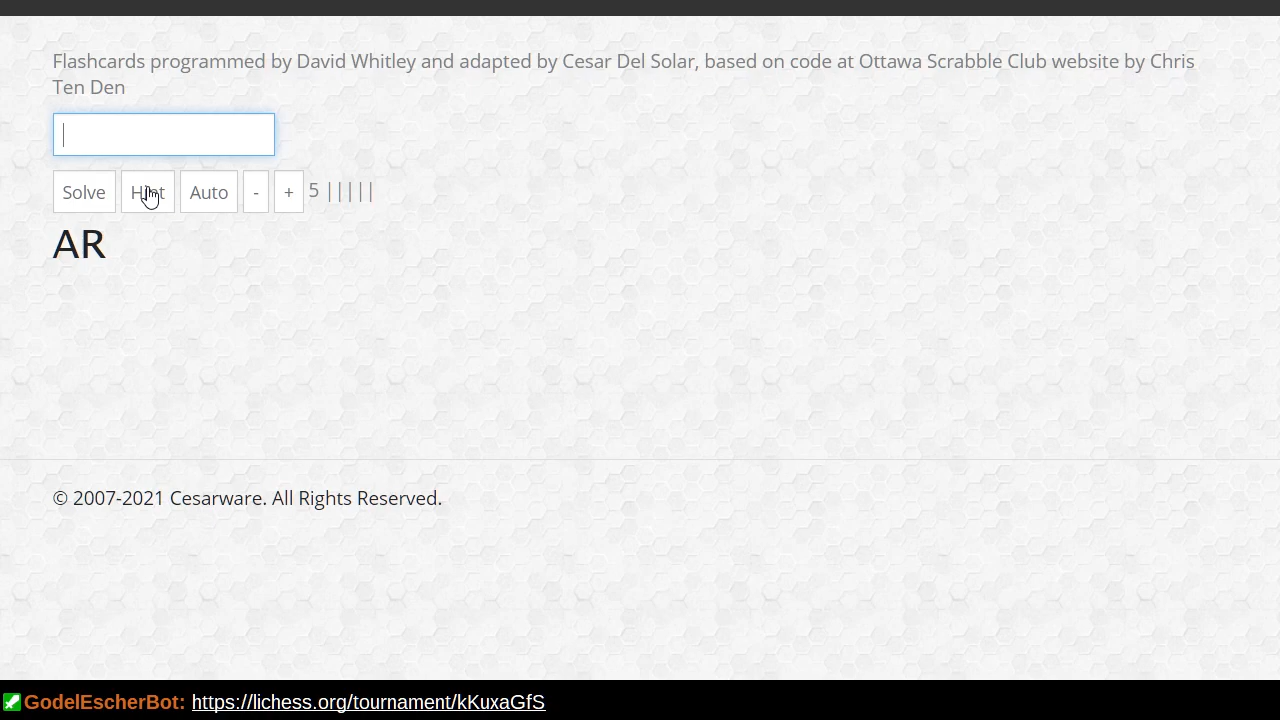 Flashcards programmed by David Whitley and adapted by Cesar Del Solar, based on code at Ottawa Scrabble Club website by Chris
Ten Den
Solve Hint Auto - + 5 |||||
AR
© 2007-2021 Cesarware. All Rights Reserved.
GodelEscherBot: https://lichess.org/tournament/kKuxaGfS